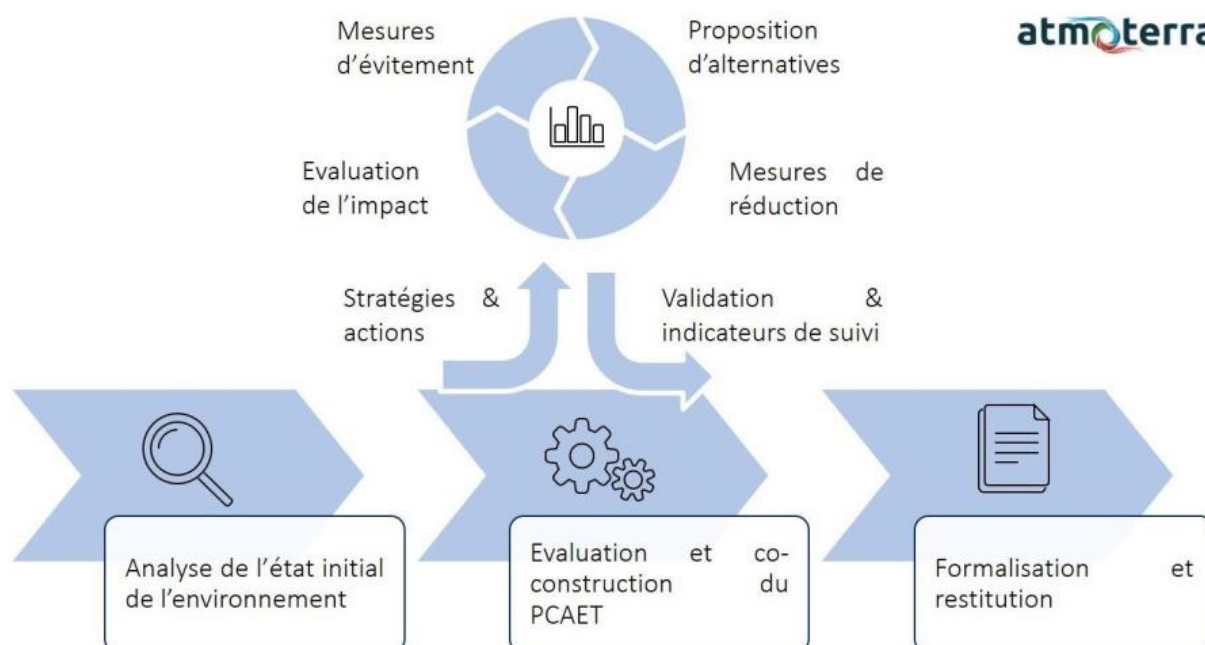 atmoterra
Mesures
d'évitement
Proposition
d'alternatives
Evaluation
de l'impact
Mesures de
réduction
Stratégies &
actions
Validation &
indicateurs de suivi
Analyse de l'état initial
de l'environnement
Evaluation et co-
construction du
PCAET
Formalisation et
restitution